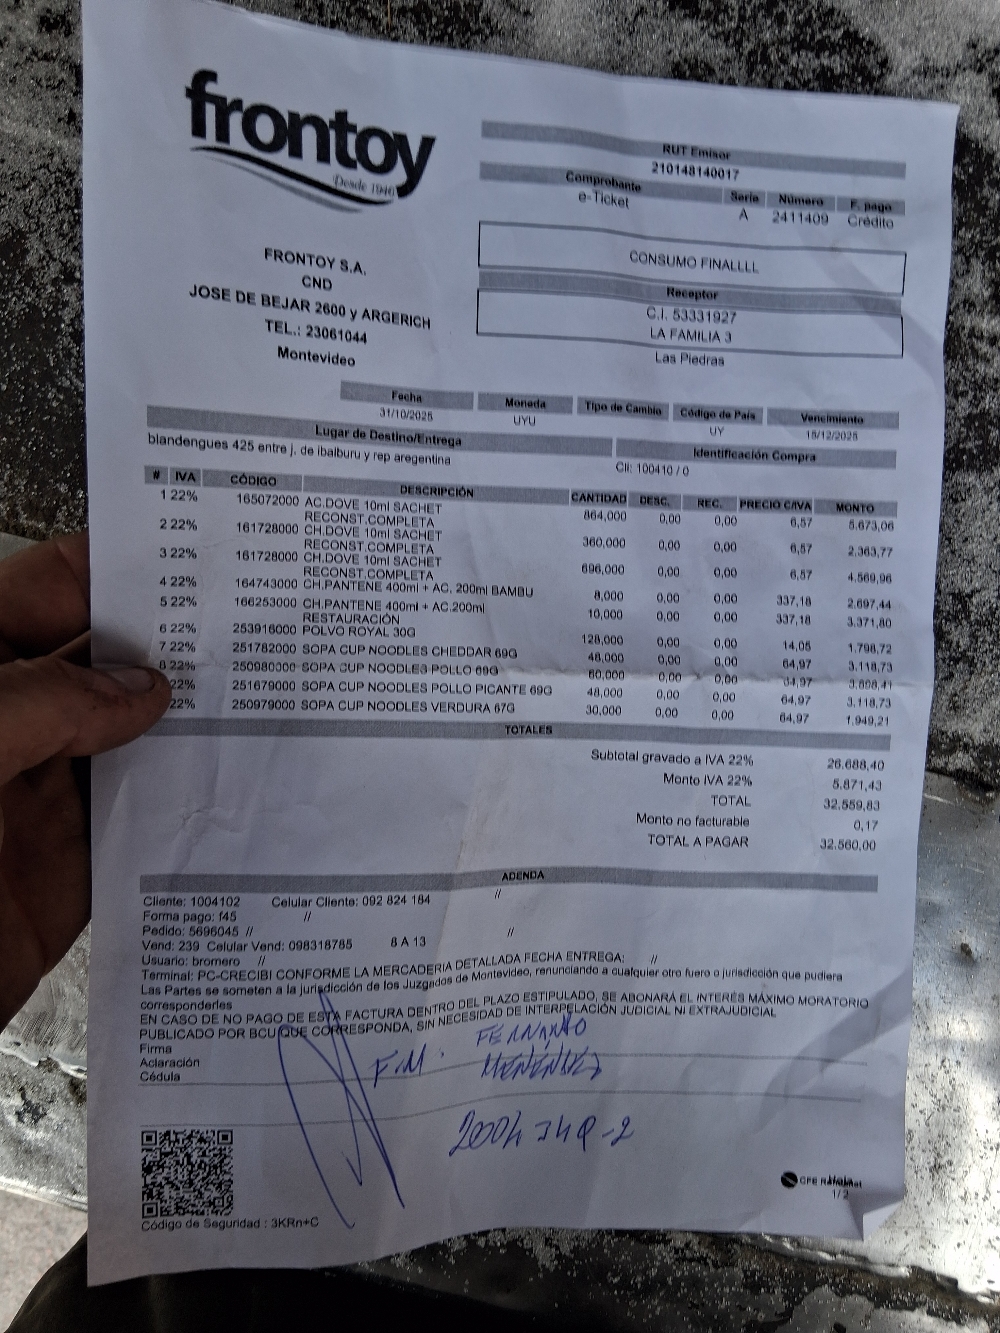 frontoy
Desde 1940
FRONTOY S.A.
CND
JOSE DE BEJAR 2600 y ARGERICH
TEL.: 23061044
Montevideo
RUT Emisor
210148140017
Comprobante Serie Número F. pago
e-Ticket A 2411409 Crédito
CONSUMO FINALLLL
Receptor
C.I. 53331927
LA FAMILIA 3
Las Piedras
Fecha Moneda Tipo de Cambio Código de País Vencimiento
31/10/2025 UYU UY 15/12/2025
Lugar de Destino/Entrega Identificación Compra
blandengues 425 entre j. de ibaiburu y rep aregentina CII: 100410 / 0
# IVA CÓDIGO DESCRIPCIÓN CANTIDAD DESC. REC. PRECIO C/IVA MONTO
1 22% 165072000 AC.DOVE 10ml SACHET RECONST.COMPLETA 864,000 0,00 0,00 6,57 5.673,06
2 22% 161728000 CH.DOVE 10ml SACHET RECONST.COMPLETA 360,000 0,00 0,00 6,57 2.363,77
3 22% 161728000 CH.DOVE 10ml SACHET RECONST.COMPLETA 696,000 0,00 0,00 6,57 4.569,96
4 22% 164743000 CH.PANTENE 400ml + AC, 200ml BAMBU 8,000 0,00 0,00 337,18 2.697,44
5 22% 166253000 CH.PANTENE 400ml + AC.200ml RESTAURACIÓN 10,000 0,00 0,00 337,18 3.371,80
6 22% 253916000 POLVO ROYAL 30G 128,000 0,00 0,00 14,05 1.798,72
7 22% 251782000 SOPA CUP NOODLES CHEDDAR 69G 48,000 0,00 0,00 64,97 3.118,73
8 22% 250980000 SOPA CUP NOODLES POLLO 69G 60,000 0,00 0,00
22% 251679000 SOPA CUP NOODLES POLLO PICANTE 69G 48,000 0,00 0,00 64,97 3.118,73
22% 250979000 SOPA CUP NOODLES VERDURA 67G 30,000 0,00 0,00 64,97 1.949,21
TOTALES
Subtotal gravado a IVA 22% 26.688,40
Monto IVA 22% 5.871,43
TOTAL 32.559,83
Monto no facturable 0,17
TOTAL A PAGAR 32.560,00
ADENDA
Cliente: 1004102 Celular Cliente: 092 824 184 //
Forma pago: f45 //
Pedido: 5696045 // //
Vend: 239 Celular Vend: 098318785 8 A 13
Usuario: bromero //
Terminal: PC-CRECIBI CONFORME LA MERCADERIA DETALLADA FECHA ENTREGA: //
Las Partes se someten a la jurisdicción de los Juzgados de Montevideo, renunciando a cualquier otro fuero o jurisdicción que pudiera
corresponderles
EN CASO DE NO PAGO DE ESTA FACTURA DENTRO DEL PLAZO ESTIPULADO, SE ABONARÁ EL INTERÉS MÁXIMO MORATORIO
PUBLICADO POR BCU QUE CORRESPONDA, SIN NECESIDAD DE INTERPELACIÓN JUDICIAL NI EXTRAJUDICIAL
Firma
Aclaración
Cédula
F.M. FERNANDO
MENÉNDEZ
Código de Seguridad : 3KRn+C
CFE
1/2